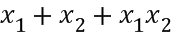 x₁ + x₂ + x₁x₂